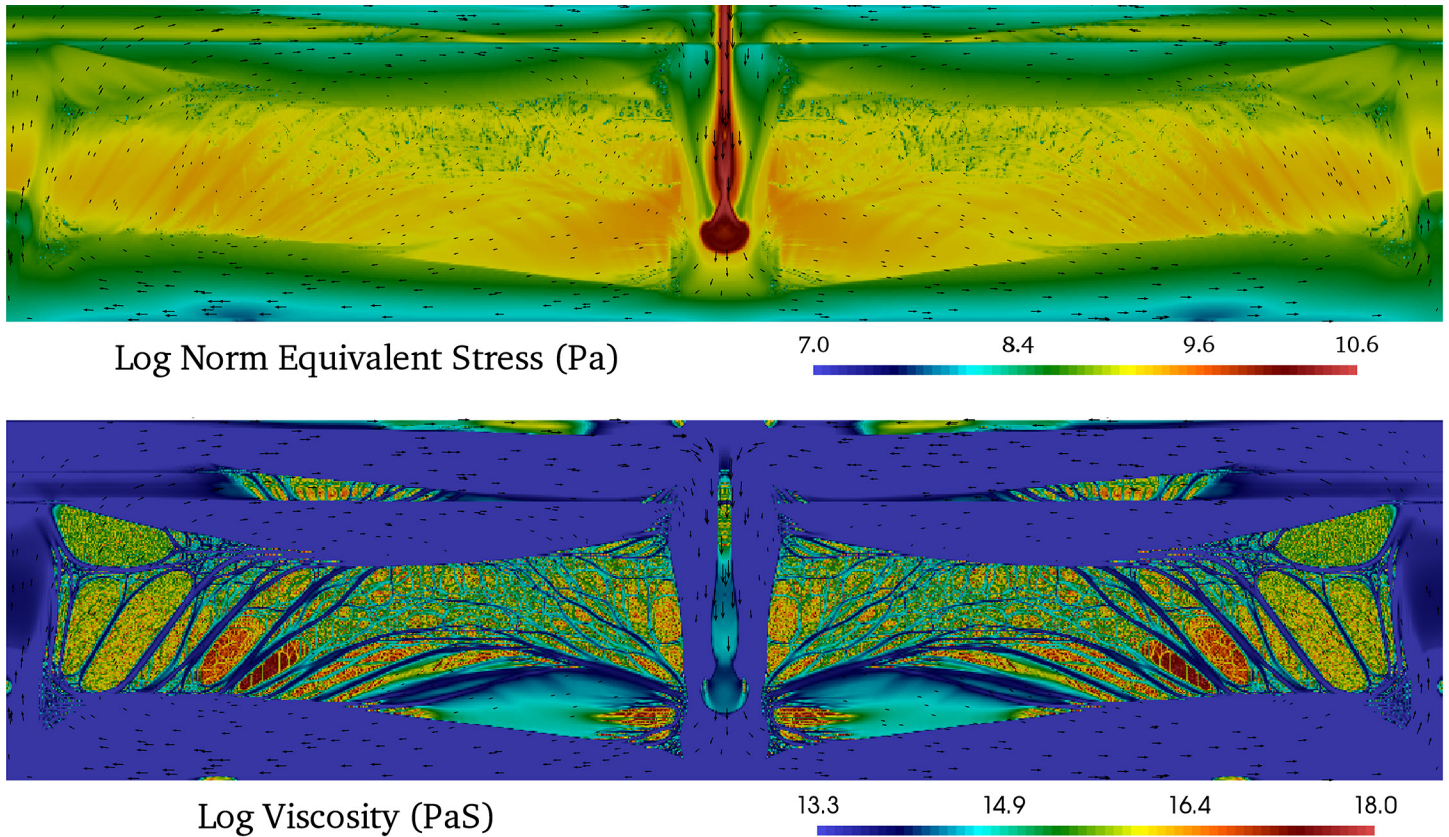 Log Norm Equivalent Stress (Pa)
7.0 8.4 9.6 10.6
Log Viscosity (PaS)
13.3 14.9 16.4 18.0